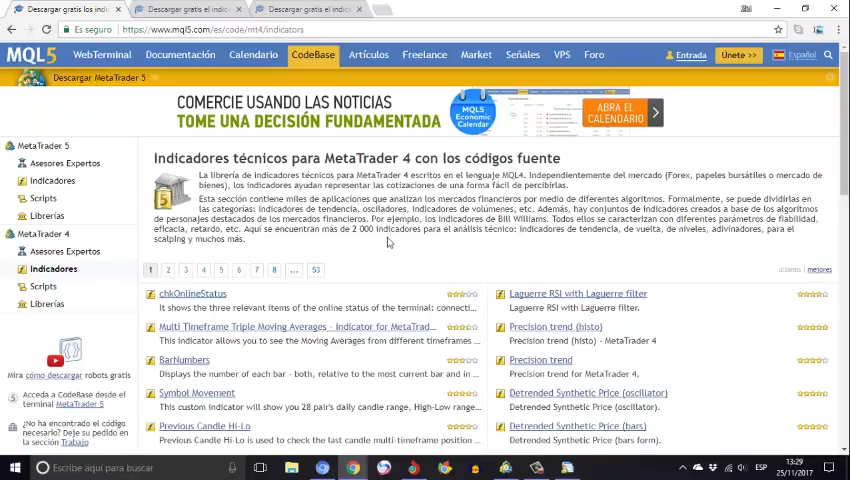 Descargar gratis los indic
Descargar gratis el indica
Descargar gratis el indica
Brau
Es seguro
https://www.mql5.com/es/code/mt4/indicators
MQL5
WebTerminal
Documentación
Calendario
CodeBase
Artículos
Freelance
Market
Señales
VPS
Foro
Entrada
Únete >>
Español
Descargar MetaTrader 5
COMERCIE USANDO LAS NOTICIAS
TOME UNA DECISIÓN FUNDAMENTADA
MQL5
Economic
Calendar
ABRA EL
CALENDARIO
MetaTrader 5
Asesores Expertos
Indicadores
Scripts
Librerías
MetaTrader 4
Asesores Expertos
Indicadores
Scripts
Librerías
Mira cómo descargar robots gratis
Acceda a CodeBase desde el
terminal MetaTrader 5
¿No ha encontrado el código
necesario? Deje su pedido en
la sección Trabajo
Indicadores técnicos para MetaTrader 4 con los códigos fuente
La librería de indicadores técnicos para MetaTrader 4 escritos en el lenguaje MQL4. Independientemente del mercado (Forex, papeles bursátiles o mercado de
bienes), los indicadores ayudan representar las cotizaciones de una forma fácil de percibirlas.
Esta sección contiene miles de aplicaciones que analizan los mercados financieros por medio de diferentes algoritmos. Formalmente, se puede dividirlas en
las categorías: indicadores de tendencia, osciladores, indicadores de volúmenes, etc. Además, hay conjuntos de indicadores creados a base de los algoritmos
de personajes destacados de los mercados financieros. Por ejemplo, los indicadores de Bill Williams. Todos ellos se caracterizan con diferentes parámetros de fiabilidad,
eficacia, retardo, etc. Aquí se encuentran más de 2 000 indicadores para el análisis técnico: indicadores de tendencia, de vuelta, de niveles, adivinadores, para el
scalping y muchos más.
1 2 3 4 5 6 7 8 ... 53
últimos | mejores
chkOnlineStatus
It shows the three relevant items of the online status of the terminal: connecti...
Multi Timeframe Triple Moving Averages - Indicator for MetaTrad...
This indicator allows you to see the Moving Averages from different timeframes ...
BarNumbers
Displays the number of each bar - both, relative to the most current bar and in ...
Symbol Movement
This custom indicator will show you 28 pair's daily candle range, High-Low range...
Previous Candle Hi-Lo
Previous Candle Hi-Lo is used to check the last candle multi-timeframe position ...
Laguerre RSI with Laguerre filter
Laguerre RSI with Laguerre filter.
Precision trend (histo)
Precision trend (histo) - MetaTrader 4
Precision trend
Precision trend for MetaTrader 4.
Detrended Synthetic Price (oscillator)
Detrended Synthetic Price (oscillator).
Detrended Synthetic Price (bars)
Detrended Synthetic Price (bars form).
Escribe aquí para buscar
ESP
13:29
25/11/2017